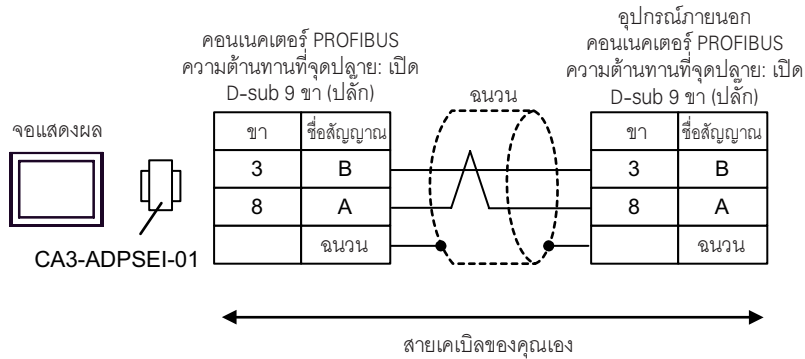 คอนเนคเตอร์ PROFIBUS
ความต้านทานที่จุดปลาย: เปิด
D-sub 9 ขา (ปลั๊ก)
อุปกรณ์ภายนอก
คอนเนคเตอร์ PROFIBUS
ความต้านทานที่จุดปลาย: เปิด
D-sub 9 ขา (ปลั๊ก)
ฉนวน
จอแสดงผล
CA3-ADPSEI-01
ขา ชื่อสัญญาณ
3 B
8 A
ฉนวน
ขา ชื่อสัญญาณ
3 B
8 A
ฉนวน
สายเคเบิลของคุณเอง